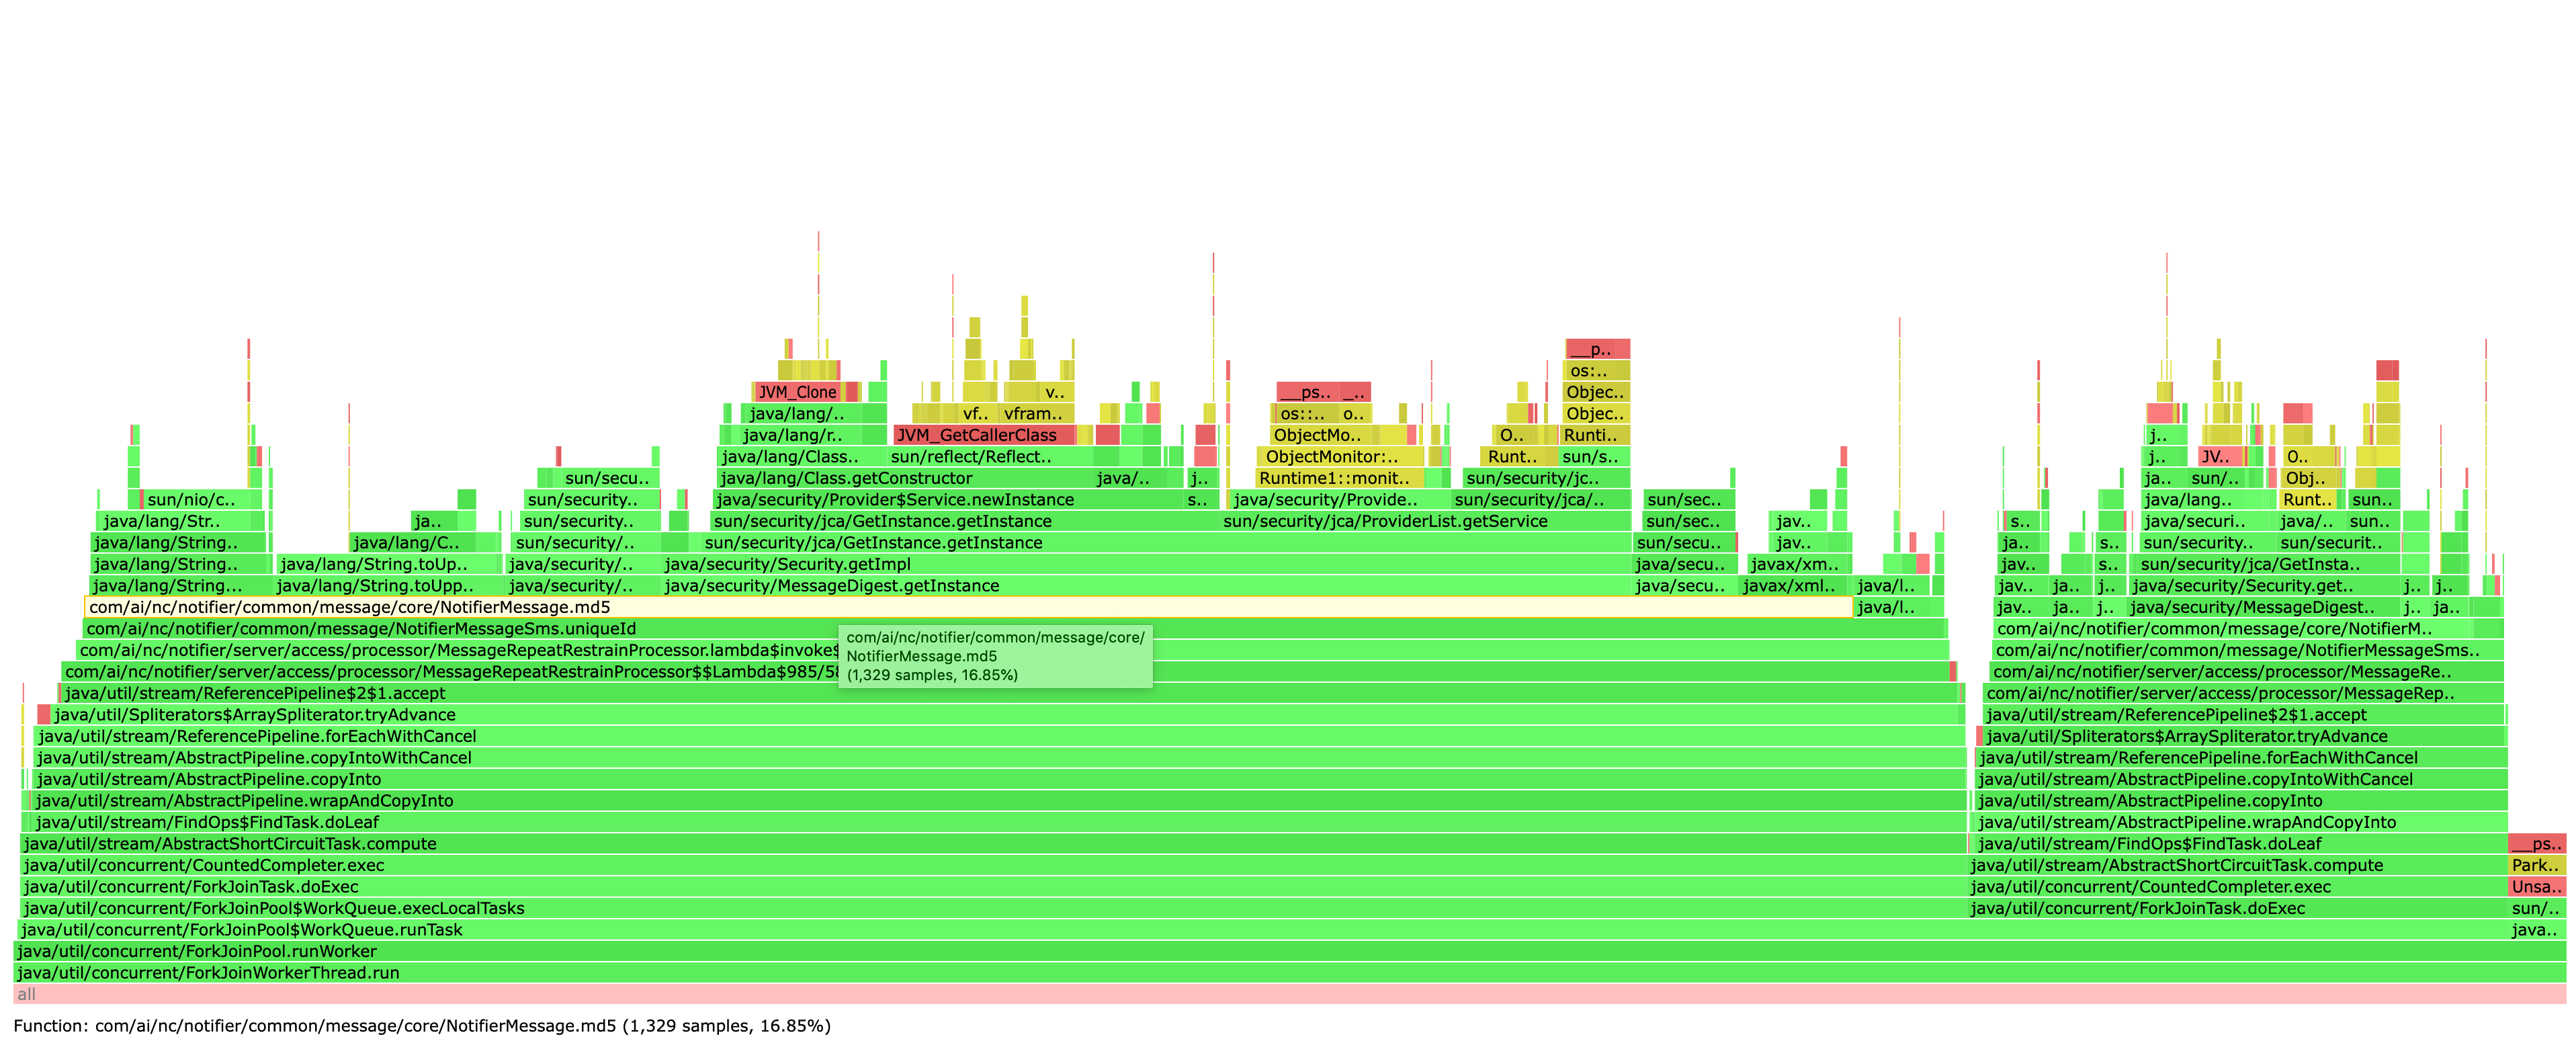 JVM_Clone v.. __ps.. _.. os:.. Objec.. __p..
java/lang/.. vf.. vfram.. os::.. o.. Objec..
java/lang/r.. JVM_GetCallerClass ObjectMo.. O.. Runti.. j..
sun/secu.. java/lang/Class.. sun/reflect/Reflect.. ObjectMonitor:.. Runt.. sun/s.. j.. JV.. O..
sun/secu.. java/lang/Class.getConstructor java/.. j.. Runtime1::monit.. sun/security/jc.. ja.. sun/.. Obj..
sun/nio/c.. sun/security.. java/security/Provider$Service.newInstance s.. java/security/Provide.. sun/security/jca/.. sun/sec.. java/lang.. Runt.. sun..
java/lang/Str.. ja.. sun/security.. sun/security/jca/GetInstance.getInstance sun/security/jca/ProviderList.getService sun/sec.. jav.. s.. java/securi.. java/.. sun..
java/lang/String.. java/lang/C.. sun/security/.. sun/security/jca/GetInstance.getInstance sun/secu.. jav.. ja.. s.. sun/security.. sun/securit..
java/lang/String.. java/lang/String.toUp.. java/security/.. java/security/Security.getImpl java/secu.. javax/xm.. jav.. s.. sun/security/jca/GetInsta..
java/lang/String... java/lang/String.toUpp.. java/security/.. java/security/MessageDigest.getInstance java/secu.. javax/xml.. java/l.. jav.. ja.. j.. java/security/Security.get.. j.. j..
com/ai/nc/notifier/common/message/core/NotifierMessage.md5 java/l.. jav.. ja.. j.. java/security/MessageDigest.. j.. ja..
com/ai/nc/notifier/common/message/NotifierMessageSms.uniqueId com/ai/nc/notifier/common/message/core/NotifierM..
com/ai/nc/notifier/server/access/processor/MessageRepeatRestrainProcessor.lambda$invoke$ com/ai/nc/notifier/common/message/NotifierMessageSms..
com/ai/nc/notifier/server/access/processor/MessageRepeatRestrainProcessor$$Lambda$985/58 com/ai/nc/notifier/server/access/processor/MessageRe..
com/ai/nc/notifier/common/message/core/
NotifierMessage.md5
(1,329 samples, 16.85%)
java/util/stream/ReferencePipeline$2$1.accept com/ai/nc/notifier/server/access/processor/MessageRep..
java/util/Spliterators$ArraySpliterator.tryAdvance java/util/stream/ReferencePipeline$2$1.accept
java/util/stream/ReferencePipeline.forEachWithCancel java/util/Spliterators$ArraySpliterator.tryAdvance
java/util/stream/AbstractPipeline.copyIntoWithCancel java/util/stream/ReferencePipeline.forEachWithCancel
java/util/stream/AbstractPipeline.copyInto java/util/stream/AbstractPipeline.copyIntoWithCancel
java/util/stream/AbstractPipeline.wrapAndCopyInto java/util/stream/AbstractPipeline.copyInto
java/util/stream/FindOps$FindTask.doLeaf java/util/stream/AbstractPipeline.wrapAndCopyInto
java/util/stream/AbstractShortCircuitTask.compute java/util/stream/FindOps$FindTask.doLeaf __ps..
java/util/concurrent/CountedCompleter.exec java/util/stream/AbstractShortCircuitTask.compute Park..
java/util/concurrent/ForkJoinTask.doExec java/util/concurrent/CountedCompleter.exec Unsa..
java/util/concurrent/ForkJoinPool$WorkQueue.execLocalTasks java/util/concurrent/ForkJoinTask.doExec sun/..
java/util/concurrent/ForkJoinPool$WorkQueue.runTask java..
java/util/concurrent/ForkJoinPool.runWorker
java/util/concurrent/ForkJoinWorkerThread.run
all
Function: com/ai/nc/notifier/common/message/core/NotifierMessage.md5 (1,329 samples, 16.85%)